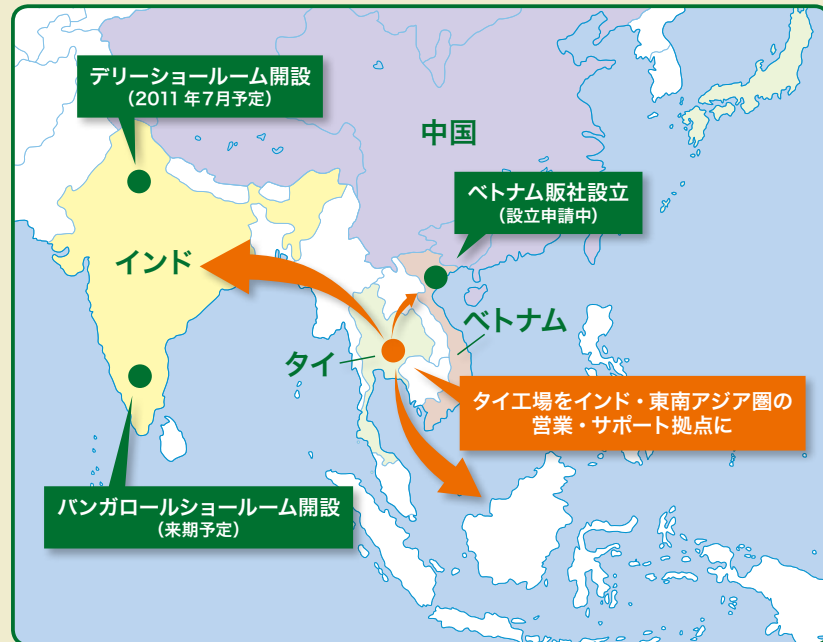 デリーショールーム開設
(2011年7月予定)
中国
ベトナム販社設立
(設立申請中)
インド
ベトナム
タイ
タイ工場をインド・東南アジア圏の
営業・サポート拠点に
バンガロールショールーム開設
(来期予定)